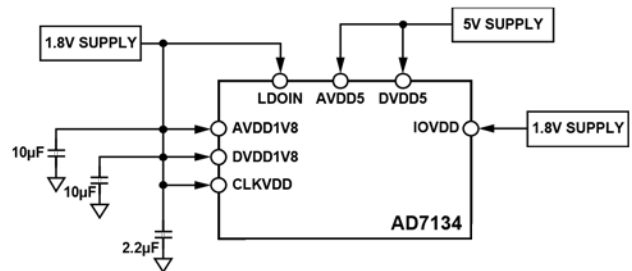 1.8V SUPPLY
5V SUPPLY
LDOIN AVDD5 DVDD5
AVDD1V8
IOVDD
1.8V SUPPLY
10μF
DVDD1V8
10μF
CLKVDD
2.2μF
AD7134